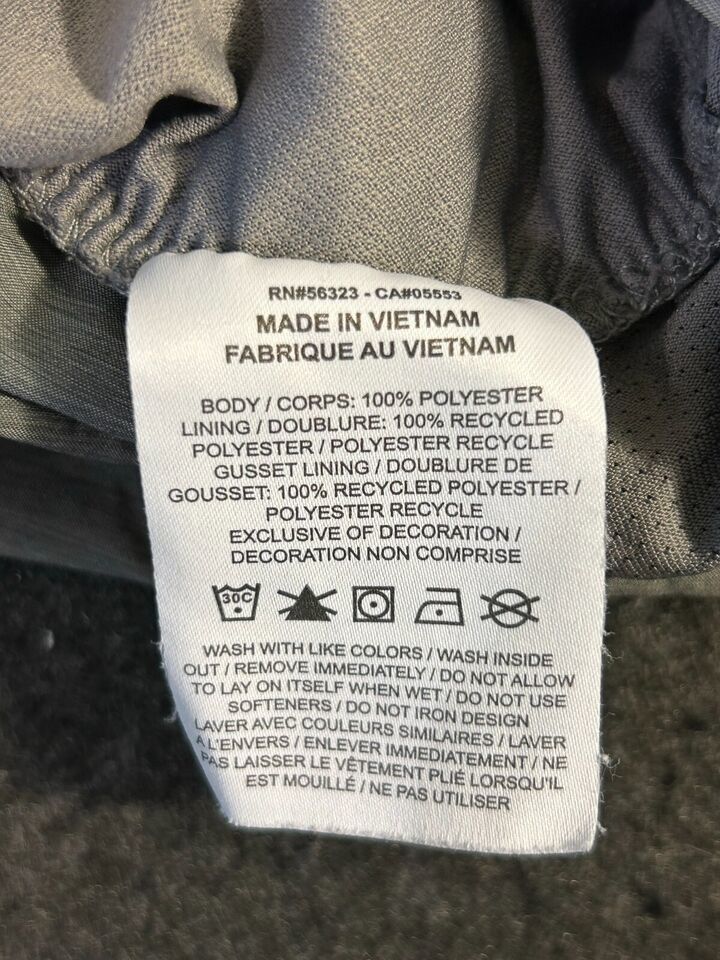 RN#56323 - CA#05553
MADE IN VIETNAM
FABRIQUE AU VIETNAM
BODY / CORPS: 100% POLYESTER
LINING / DOUBLURE: 100% RECYCLED
POLYESTER / POLYESTER RECYCLE
GUSSET LINING / DOUBLURE DE
GOUSSET: 100% RECYCLED POLYESTER /
POLYESTER RECYCLE
EXCLUSIVE OF DECORATION /
DECORATION NON COMPRISE
30C
WASH WITH LIKE COLORS / WASH INSIDE
OUT / REMOVE IMMEDIATELY / DO NOT ALLOW
TO LAY ON ITSELF WHEN WET / DO NOT USE
SOFTENERS / DO NOT IRON DESIGN
LAVER AVEC COULEURS SIMILAIRES / LAVER
A L'ENVERS / ENLEVER IMMEDIATEMENT / NE
PAS LAISSER LE VÊTEMENT PLIÉ LORSQU'IL
EST MOUILLÉ / NE PAS UTILISER